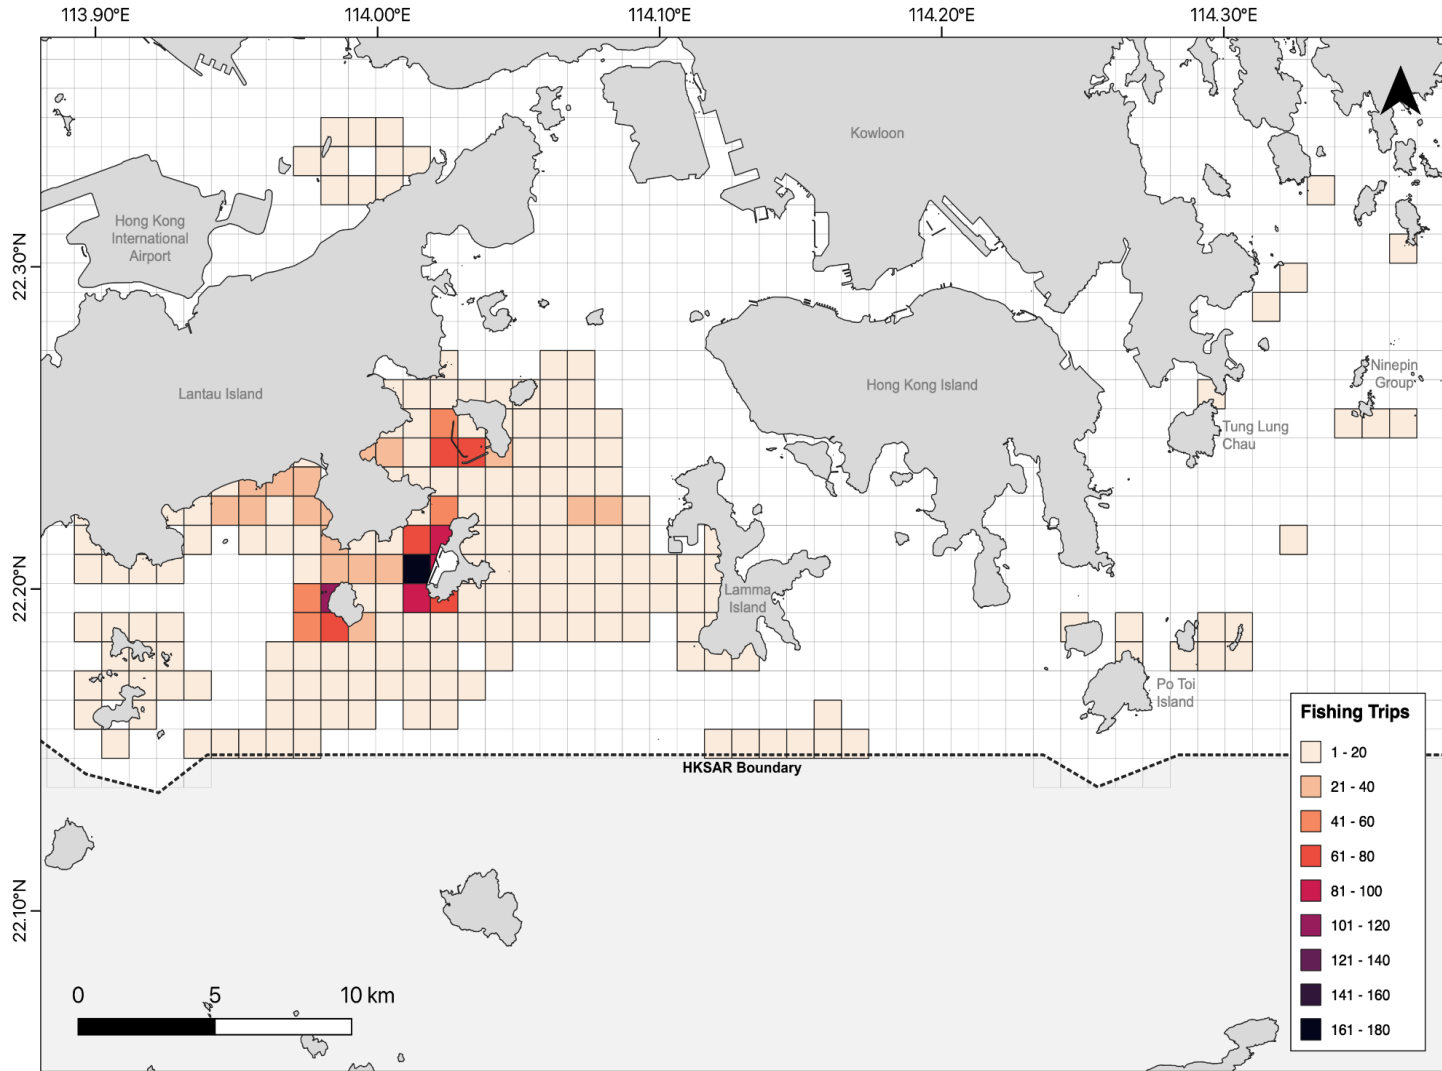 113.90°E
114.00°E
114.10°E
114.20°E
114.30°E
22.30°N
22.20°N
22.10°N
Kowloon
Hong Kong
International
Airport
Lantau Island
Hong Kong Island
Ninepin
Group
Tung Lung
Chau
Lamma
Island
Po Toi
Island
HKSAR Boundary
Fishing Trips
1 - 20
21 - 40
41 - 60
61 - 80
81 - 100
101 - 120
121 - 140
141 - 160
161 - 180
0
5
10 km